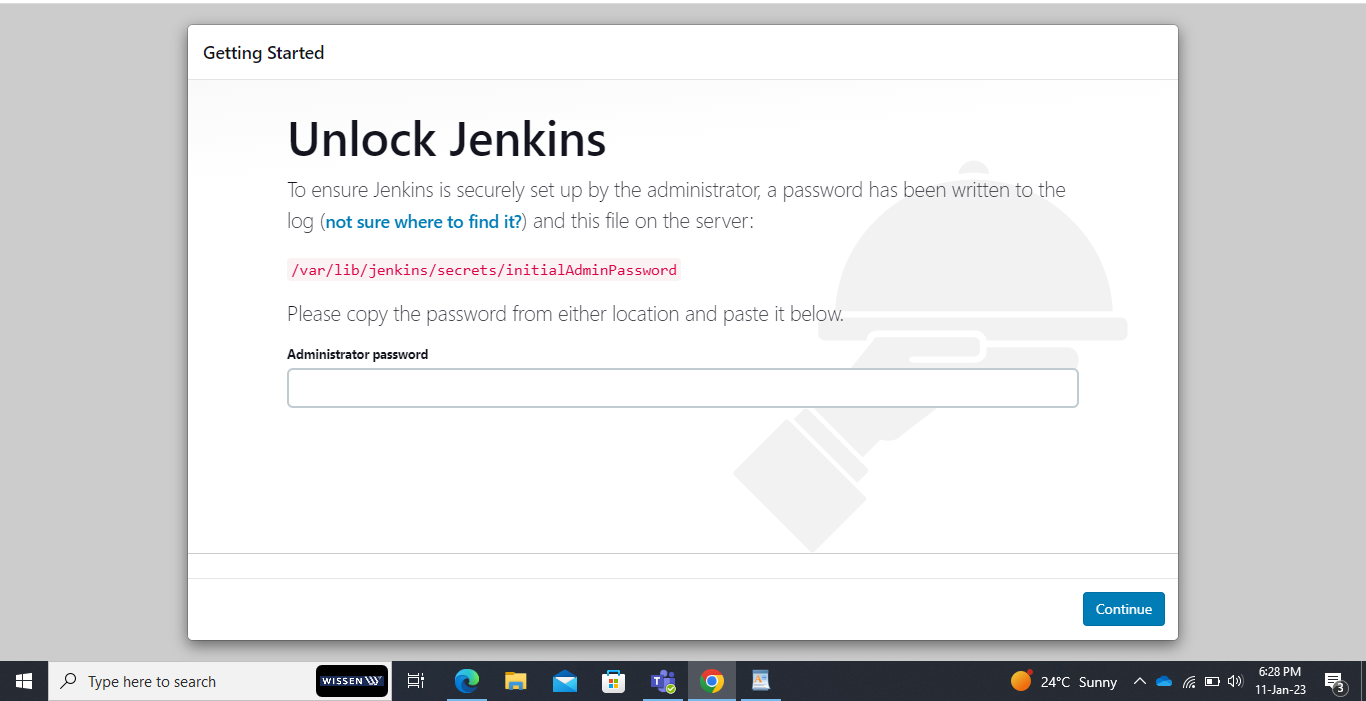 Getting Started
Unlock Jenkins
To ensure Jenkins is securely set up by the administrator, a password has been written to the
log (not sure where to find it?) and this file on the server:
/var/lib/jenkins/secrets/initialAdminPassword
Please copy the password from either location and paste it below.
Administrator password
Continue
Type here to search
WISSEN
24°C Sunny
6:28 PM
11-Jan-23
3